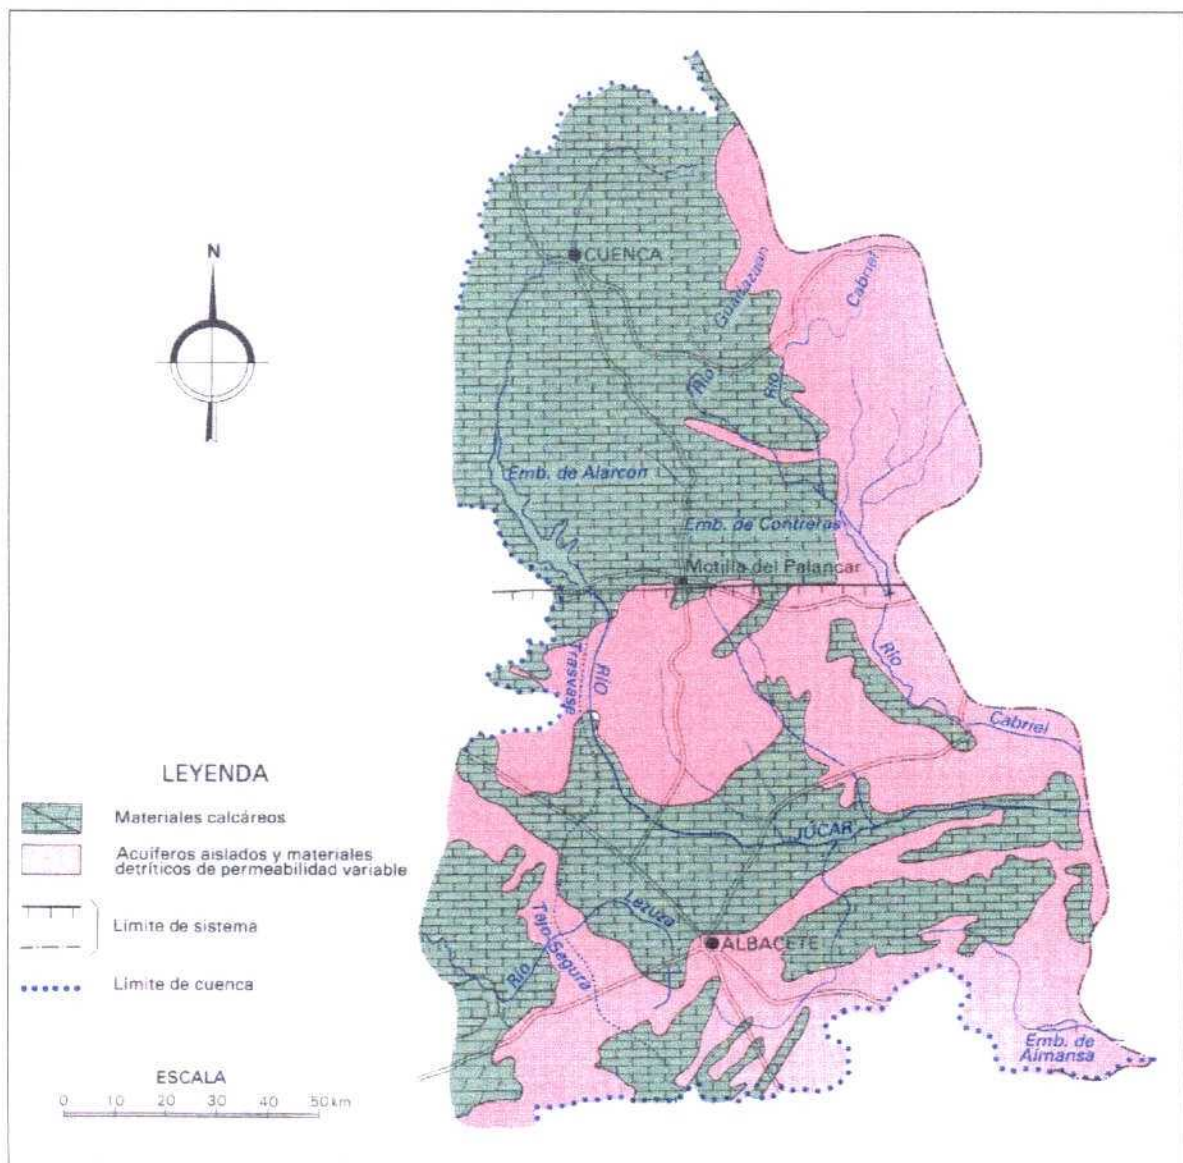 N
CUENCA
Río Guadazaón
Río Cabriel
Emb. de Alarcon
Emb. de Contreras
Motilla del Palancar
Trasvase
RÍO
Río
Cabriel
LEYENDA
Materiales calcáreos
Acuíferos aislados y materiales
detríticos de permeabilidad variable
Límite de sistema
Límite de cuenca
JÚCAR
Río Lezuza
Tajo-Segura
ALBACETE
Emb. de
Almansa
ESCALA
0 10 20 30 40 50 km